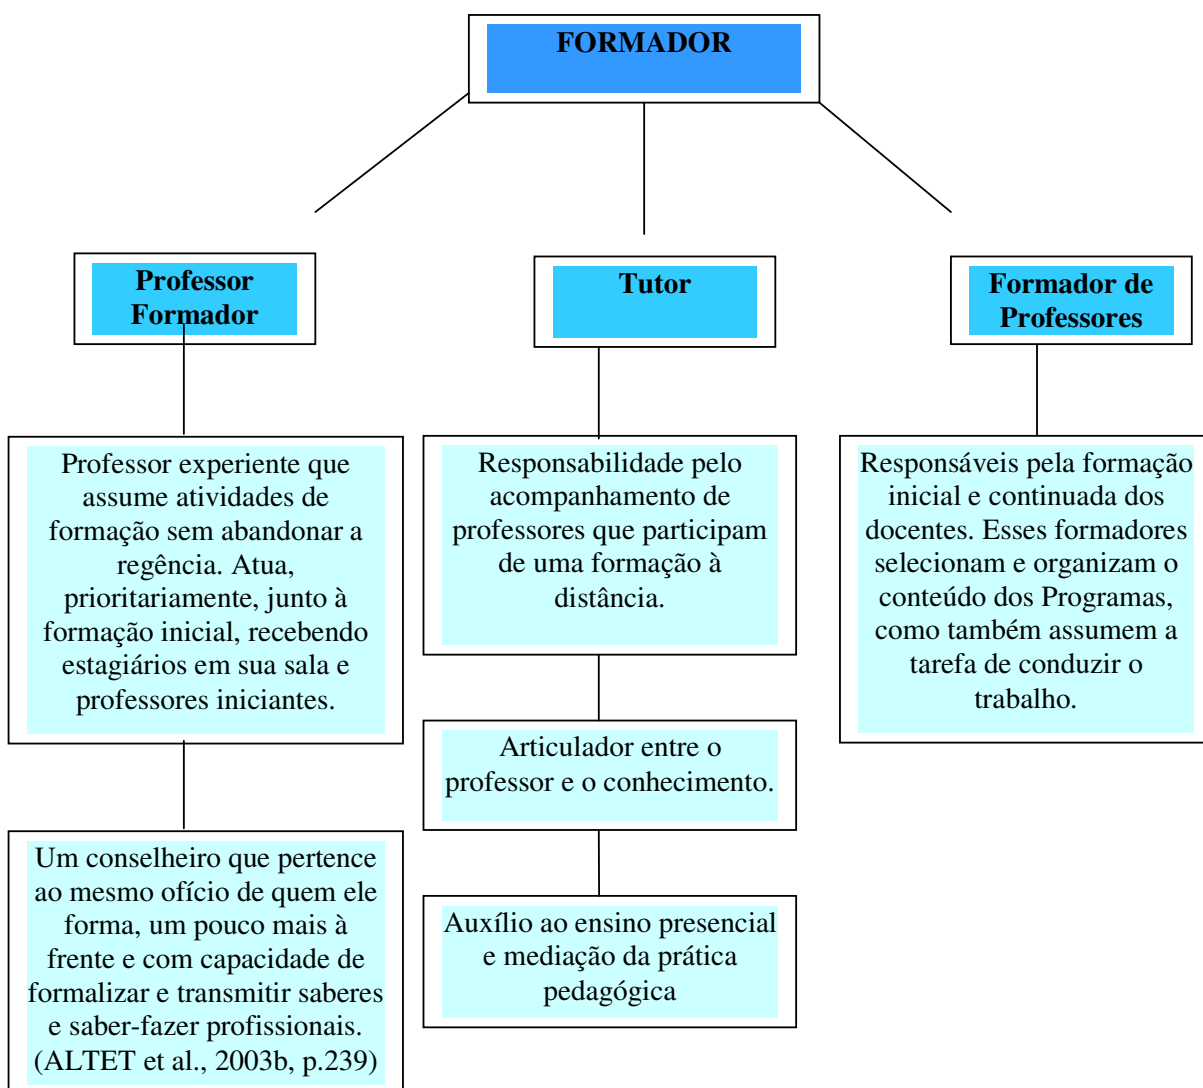 FORMADOR
Professor
Formador
Tutor
Formador de
Professores
Professor experiente que
assume atividades de
formação sem abandonar a
regência. Atua,
prioritariamente, junto à
formação inicial, recebendo
estagiários em sua sala e
professores iniciantes.
Responsabilidade pelo
acompanhamento de
professores que participam
de uma formação à
distância.
Responsáveis pela formação
inicial e continuada dos
docentes. Esses formadores
selecionam e organizam o
conteúdo dos Programas,
como também assumem a
tarefa de conduzir o
trabalho.
Articulador entre o
professor e o conhecimento.
Um conselheiro que pertence
ao mesmo ofício de quem ele
forma, um pouco mais à
frente e com capacidade de
formalizar e transmitir saberes
e saber-fazer profissionais.
(ALTET et al., 2003b, p.239)
Auxílio ao ensino presencial
e mediação da prática
pedagógica